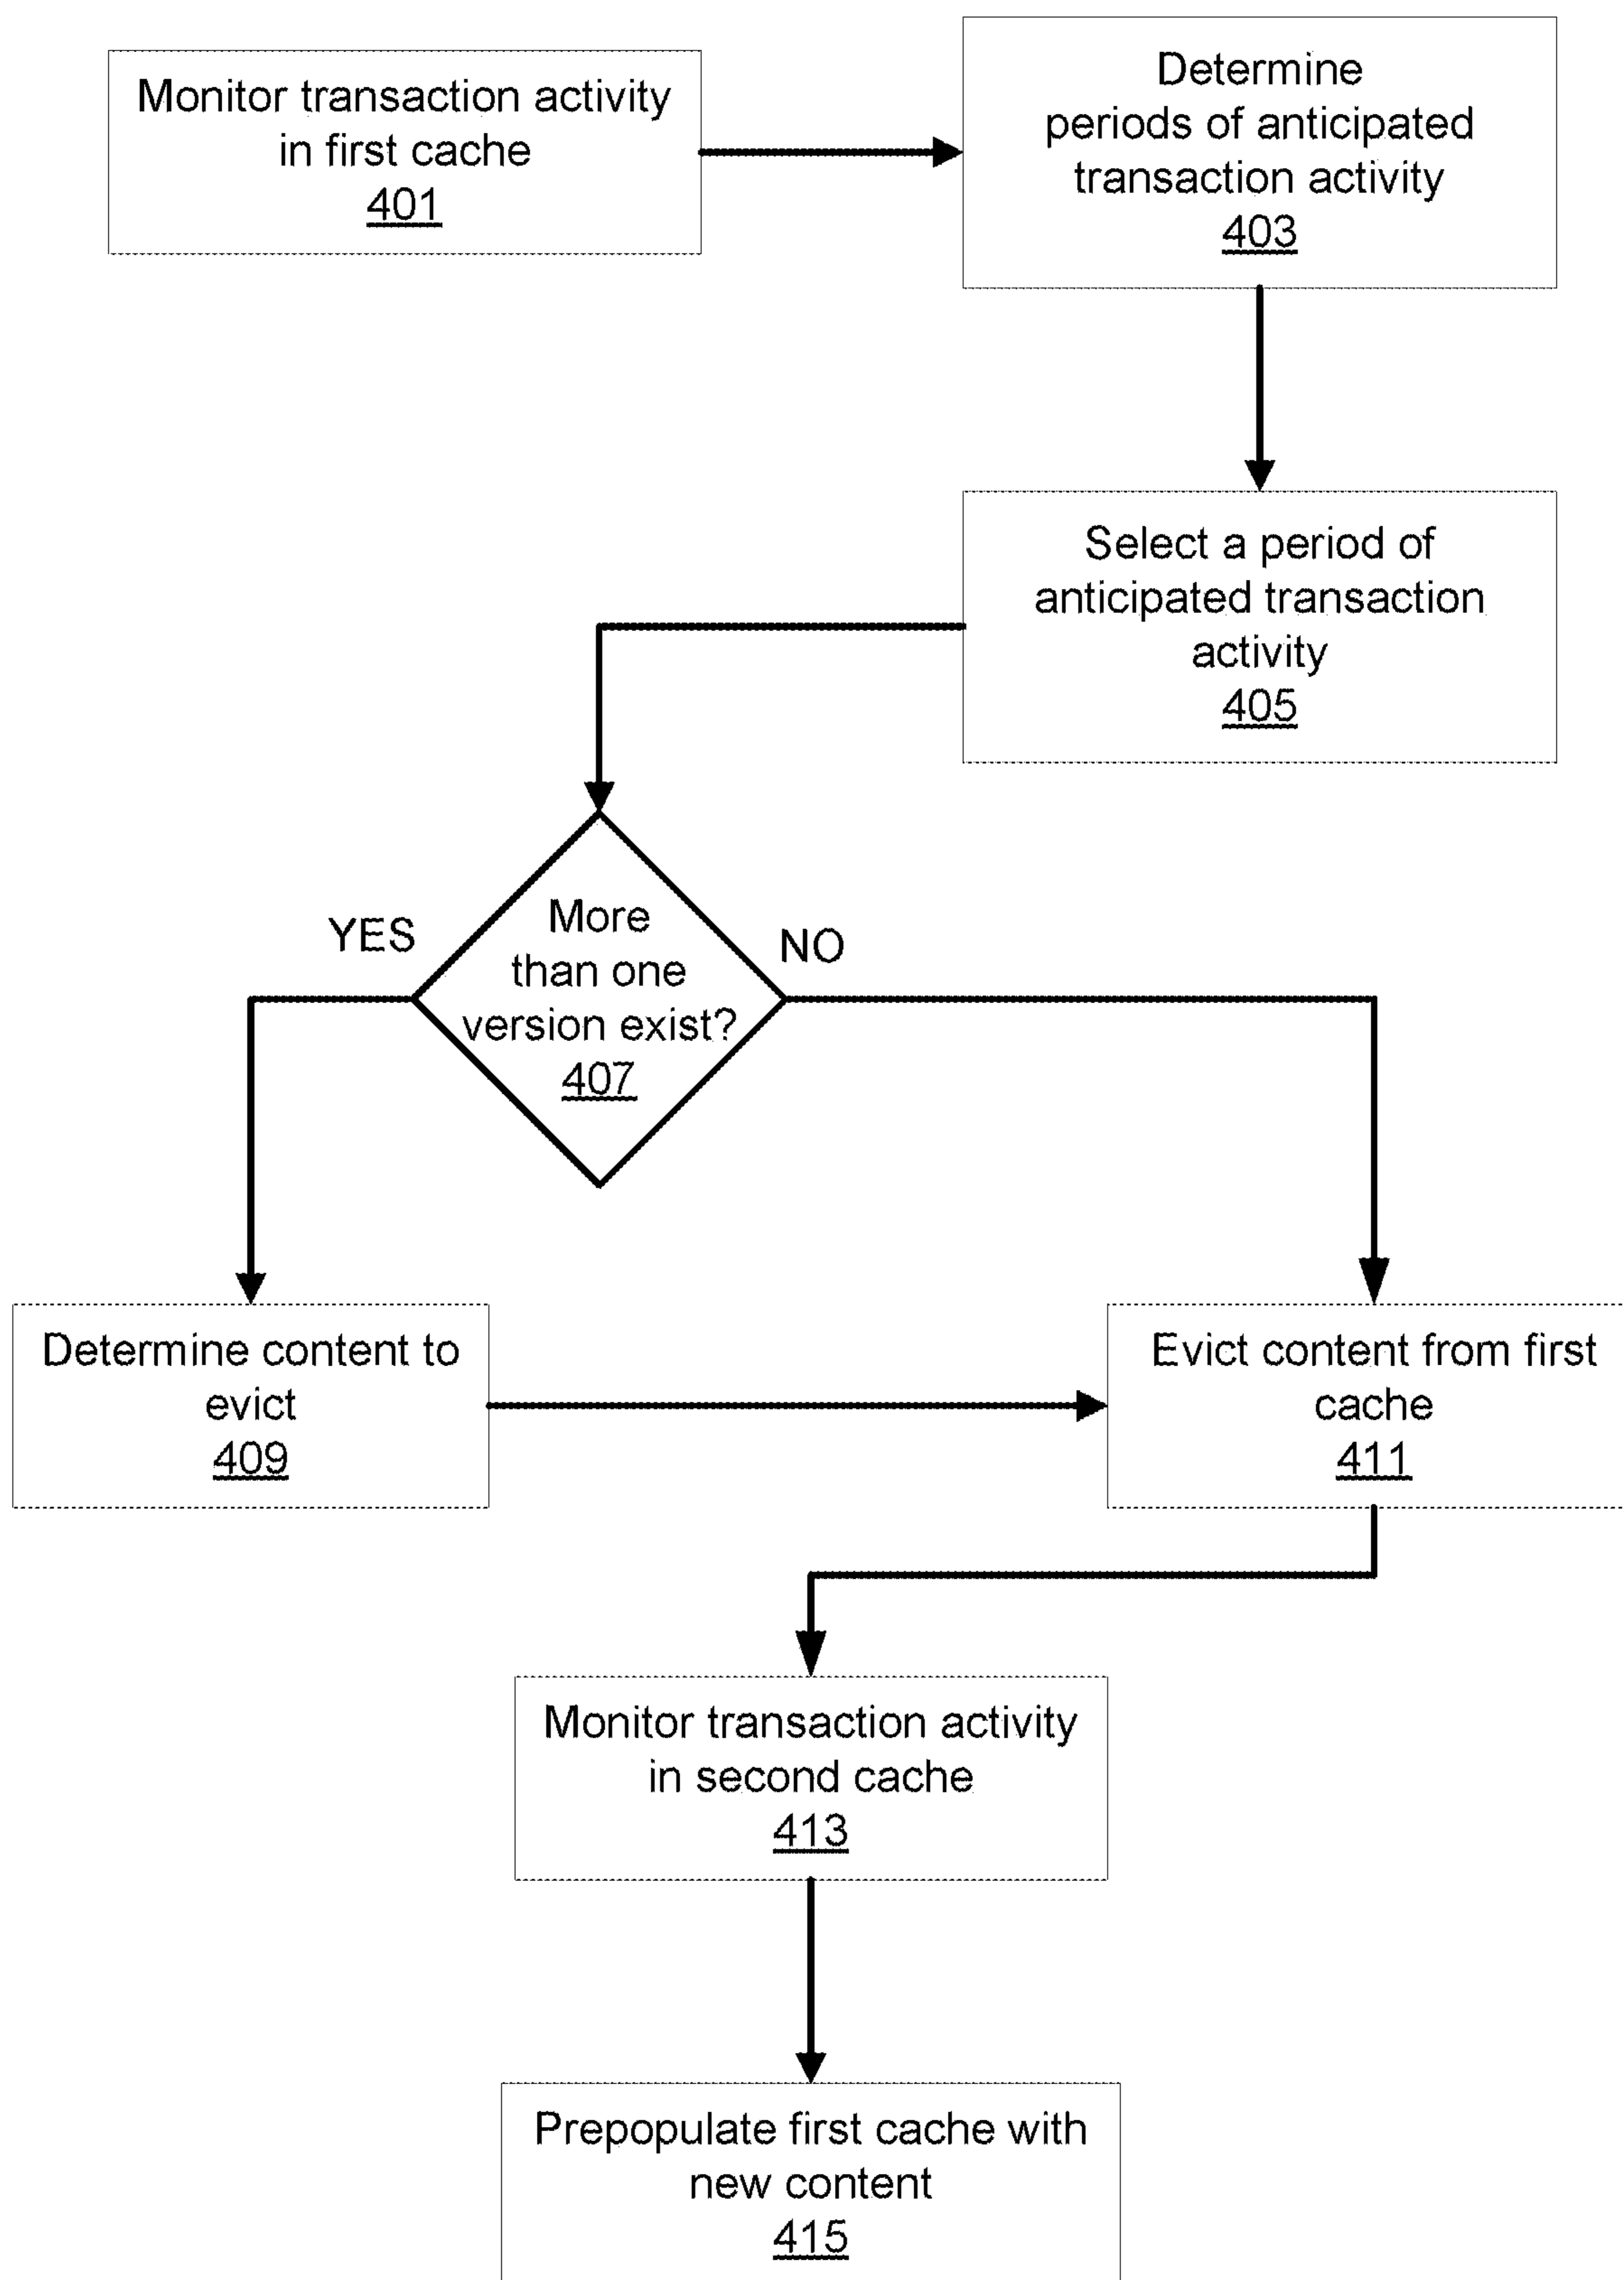 Monitor transaction activity
in first cache
401
Determine
periods of anticipated
transaction activity
403
Select a period of
anticipated transaction
activity
405
YES
More
than one
version exist?
407
NO
Determine content to
evict
409
Evict content from first
cache
411
Monitor transaction activity
in second cache
413
Prepopulate first cache with
new content
415